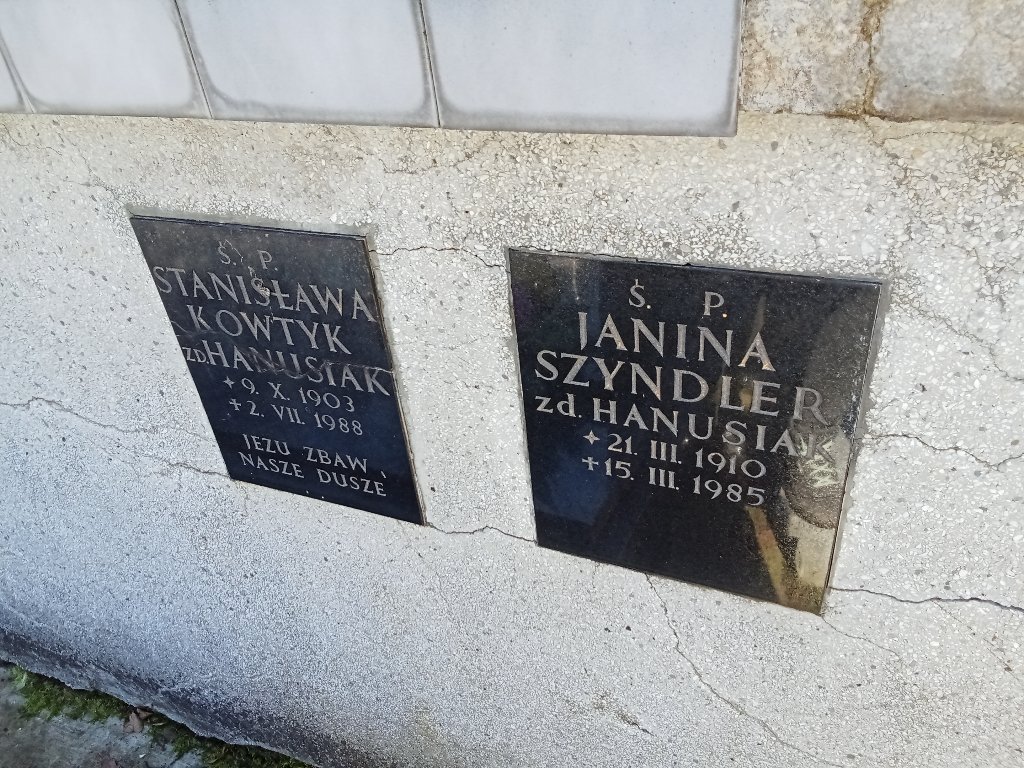 Ś. P.
STANISŁAWA
KOWTYK
ZD. HANUSIAK
✦ 9. X. 1903
✝ 2. VII. 1988
JEZU ZBAW
NASZE DUSZE
Ś. P.
JANINA
SZYNDLER
zd. HANUSIAK
✦ 21. III. 1910
✝ 15. III. 1985